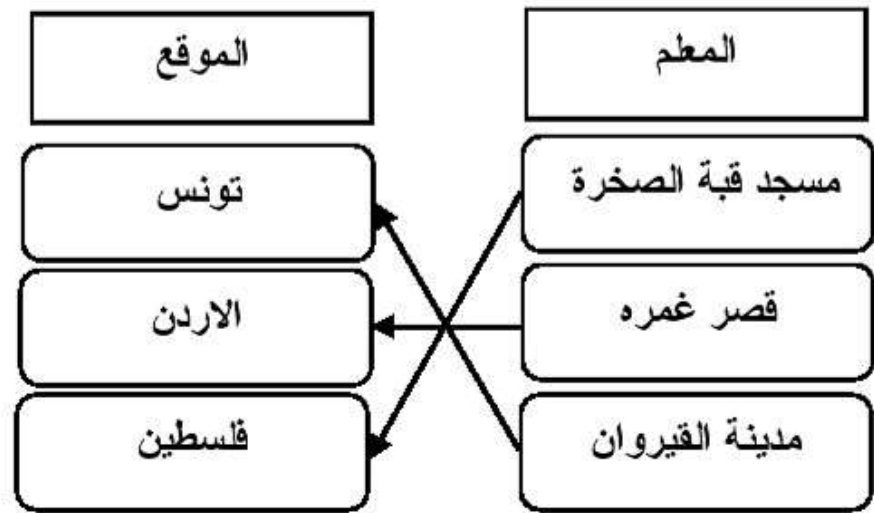 المعلم
الموقع
مسجد قبة الصخرة
تونس
قصر غمره
الاردن
مدينة القيروان
فلسطين